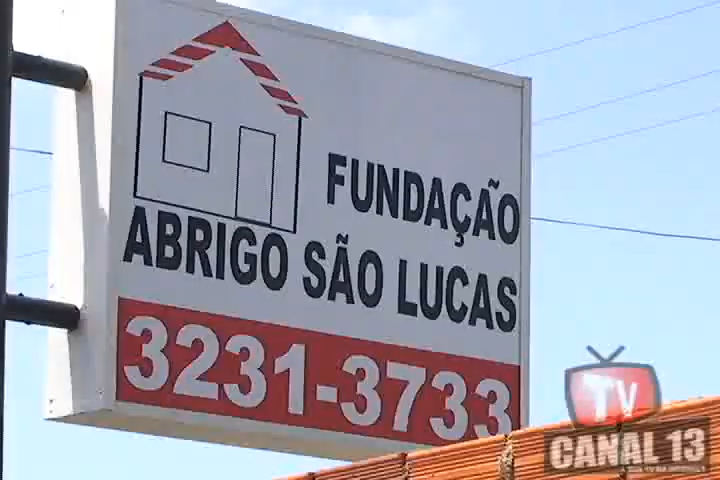 FUNDAÇÃO
ABRIGO SÃO LUCAS
3231-3733
TV
CANAL 13